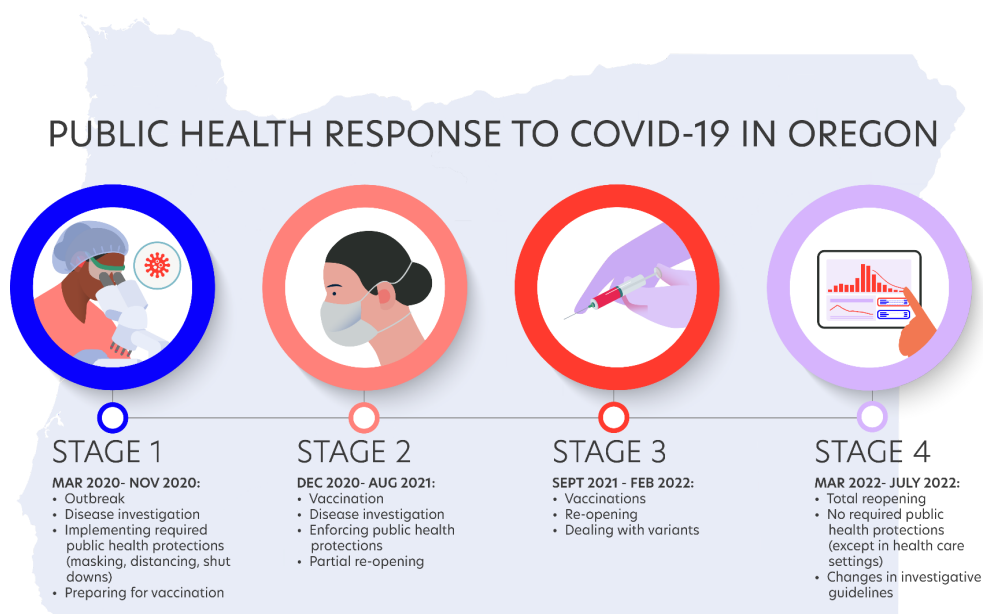 PUBLIC HEALTH RESPONSE TO COVID-19 IN OREGON
STAGE 1
MAR 2020- NOV 2020:
• Outbreak
• Disease investigation
• Implementing required
public health protections
(masking, distancing, shut
downs)
• Preparing for vaccination
STAGE 2
DEC 2020- AUG 2021:
• Vaccination
• Disease investigation
• Enforcing public health
protections
• Partial re-opening
STAGE 3
SEPT 2021 - FEB 2022:
• Vaccinations
• Re-opening
• Dealing with variants
STAGE 4
MAR 2022- JULY 2022:
• Total reopening
• No required public
health protections
(except in health care
settings)
• Changes in investigative
guidelines